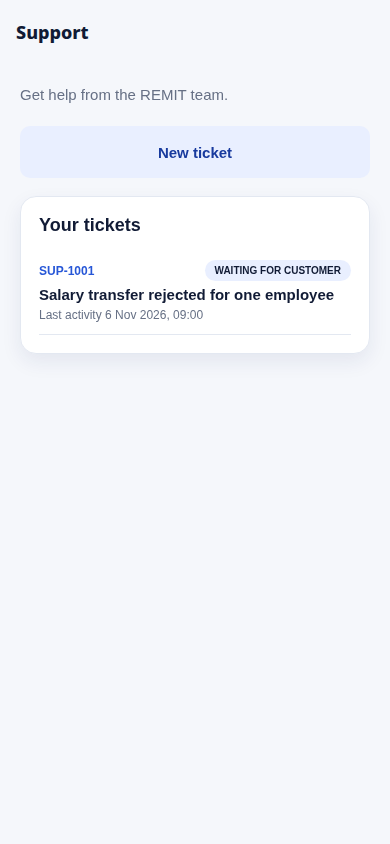 Support
Get help from the REMIT team.
New ticket
Your tickets
SUP-1001 WAITING FOR CUSTOMER
Salary transfer rejected for one employee
Last activity 6 Nov 2026, 09:00